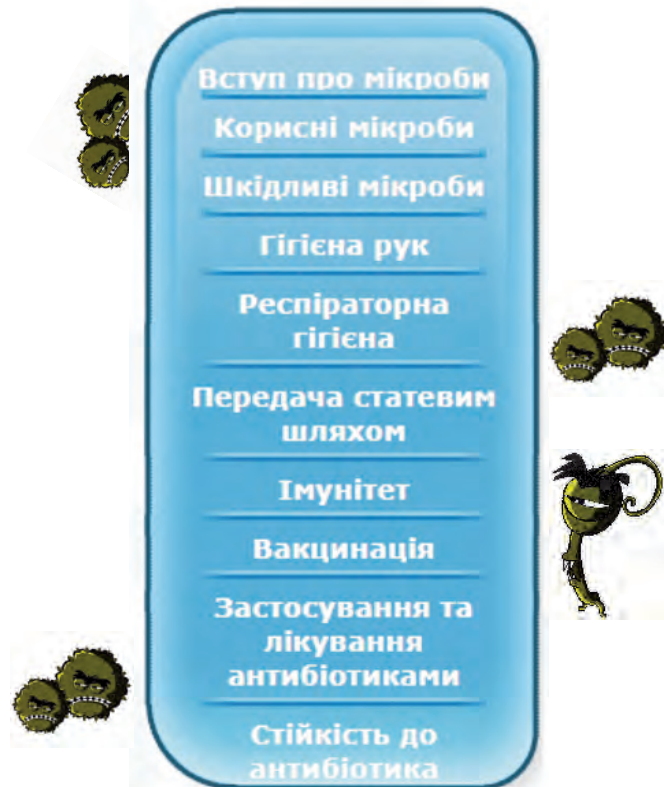 Вступ про мікроби
Корисні мікроби
Шкідливі мікроби
Гігієна рук
Респіраторна
гігієна
Передача статевим
шляхом
Імунітет
Вакцинація
Застосування та
лікування
антибіотиками
Стійкість до
антибіотика